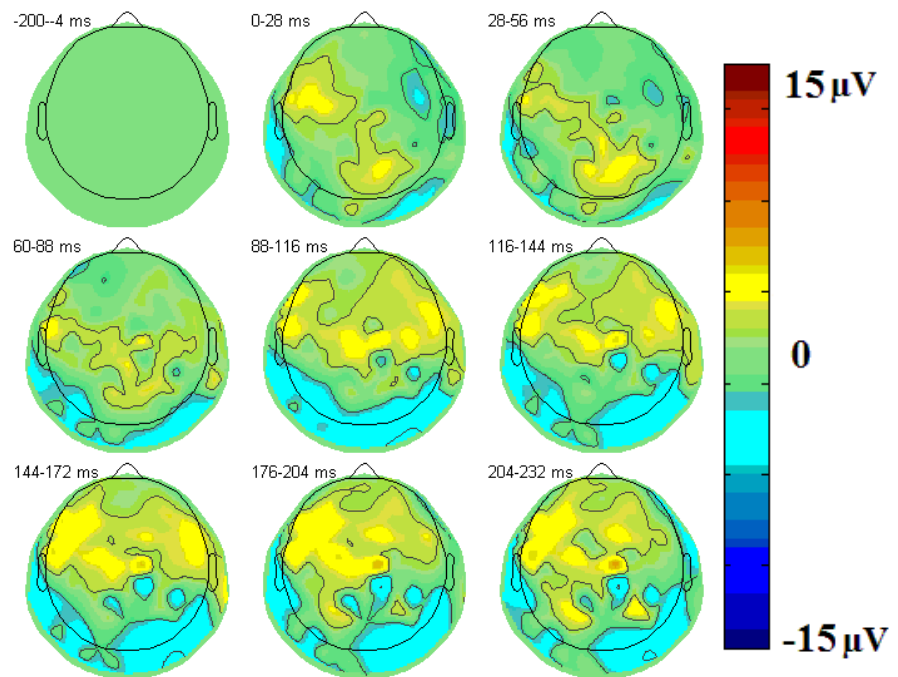 -200--4 ms
0-28 ms
28-56 ms
15 μV
60-88 ms
88-116 ms
116-144 ms
0
144-172 ms
176-204 ms
204-232 ms
-15 μV